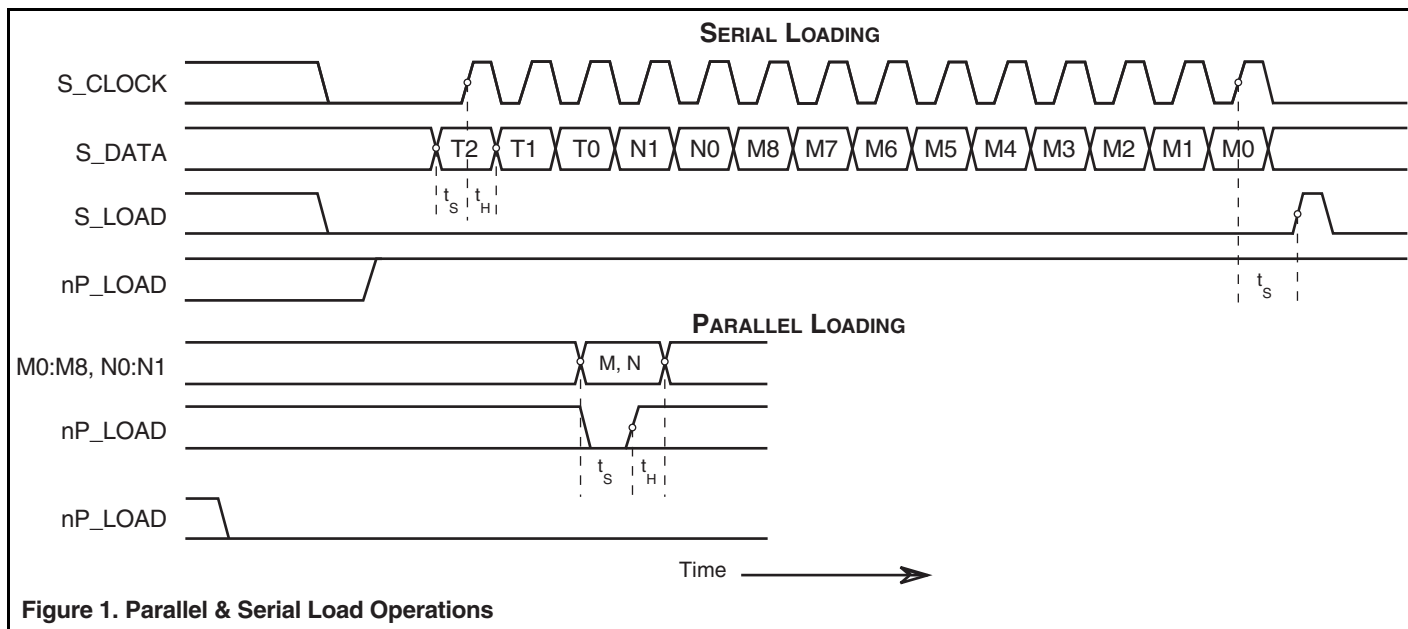 SERIAL LOADING
S_CLOCK
S_DATA T2 T1 T0 N1 N0 M8 M7 M6 M5 M4 M3 M2 M1 M0
tS tH
S_LOAD
nP_LOAD
tS
PARALLEL LOADING
M0:M8, N0:N1 M, N
nP_LOAD
tS tH
nP_LOAD
Time
Figure 1. Parallel & Serial Load Operations